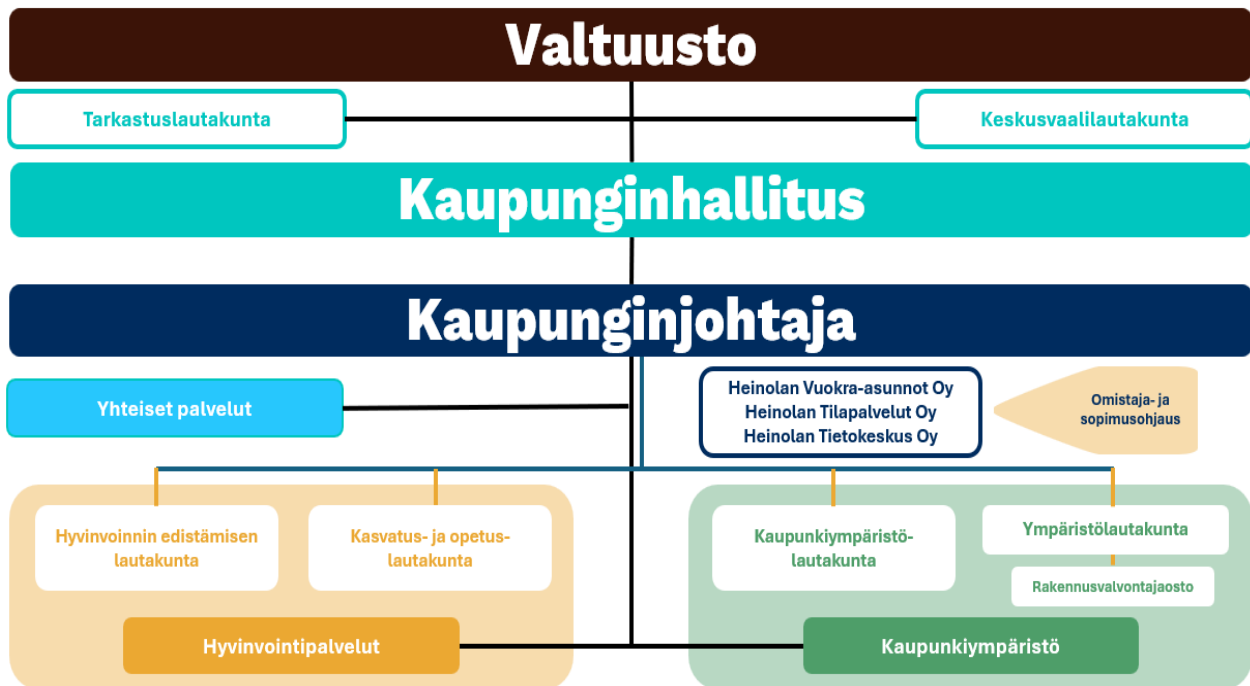 Valtuusto
Tarkastuslautakunta
Keskusvaalilautakunta
Kaupunginhallitus
Kaupunginjohtaja
Yhteiset palvelut
Heinolan Vuokra-asunnot Oy
Heinolan Tilapalvelut Oy
Heinolan Tietokeskus Oy
Omistaja- ja
sopimusohjaus
Hyvinvoinnin edistämisen
lautakunta
Kasvatus- ja opetus-
lautakunta
Kaupunkiympäristö-
lautakunta
Ympäristölautakunta
Rakennusvalvontajaosto
Hyvinvointipalvelut
Kaupunkiympäristö